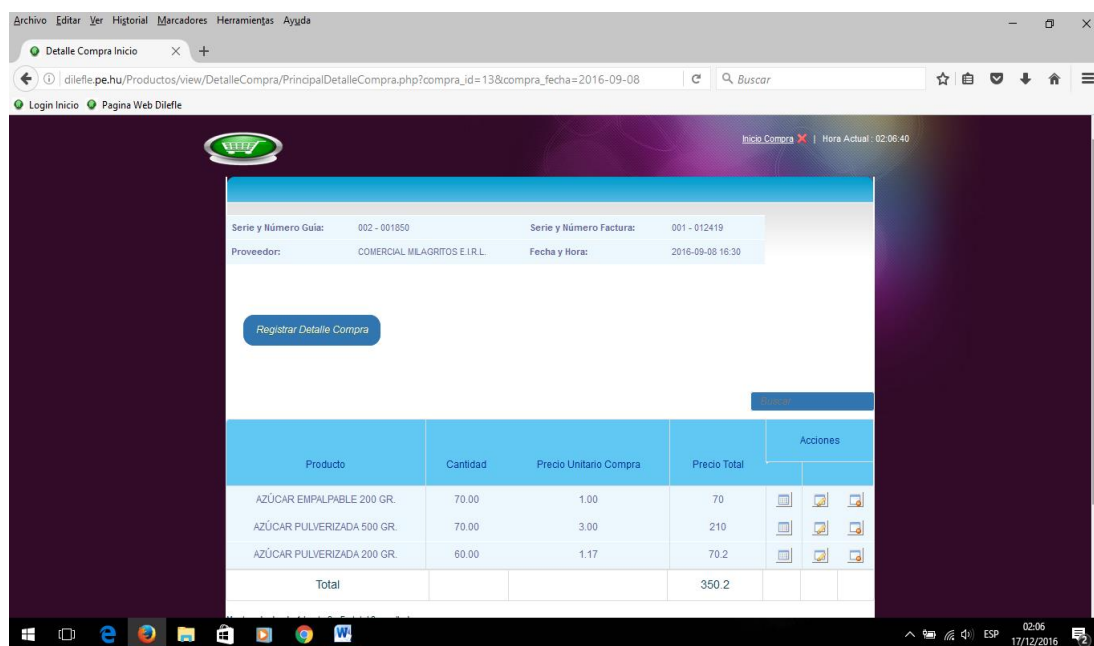 Archivo Editar Ver Historial Marcadores Herramientas Ayuda
Detalle Compra Inicio
dilefle.pe.hu/Productos/view/DetalleCompra/PrincipalDetalleCompra.php?compra_id=13&compra_fecha=2016-09-08 Buscar
Login Inicio Pagina Web Dilefle
Inicio Compra | Hora Actual : 02:06:40
Serie y Número Guía: 002 - 001850 Serie y Número Factura: 001 - 012419
Proveedor: COMERCIAL MILAGRITOS E.I.R.L. Fecha y Hora: 2016-09-08 16:30
Registrar Detalle Compra
Buscar
Acciones
Producto Cantidad Precio Unitario Compra Precio Total
AZÚCAR EMPALPABLE 200 GR. 70.00 1.00 70
AZÚCAR PULVERIZADA 500 GR. 70.00 3.00 210
AZÚCAR PULVERIZADA 200 GR. 60.00 1.17 70.2
Total 350.2
ESP 02:06
17/12/2016